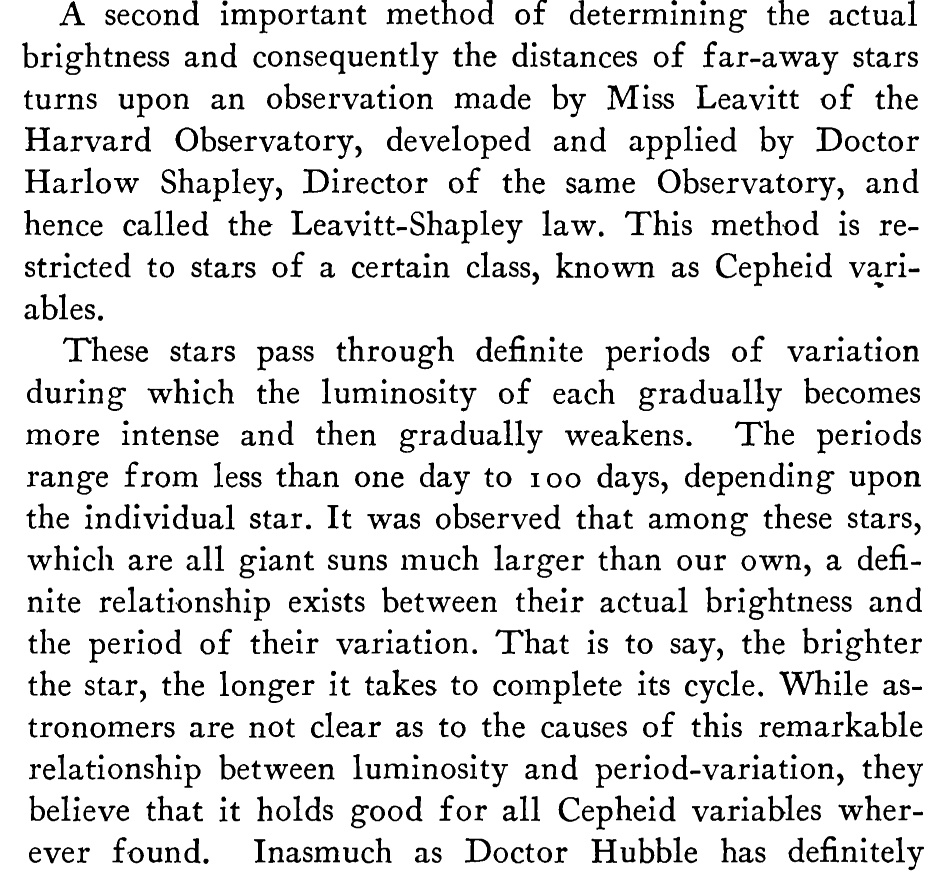 A second important method of determining the actual
brightness and consequently the distances of far-away stars
turns upon an observation made by Miss Leavitt of the
Harvard Observatory, developed and applied by Doctor
Harlow Shapley, Director of the same Observatory, and
hence called the Leavitt-Shapley law. This method is re-
stricted to stars of a certain class, known as Cepheid vari-
ables.
These stars pass through definite periods of variation
during which the luminosity of each gradually becomes
more intense and then gradually weakens. The periods
range from less than one day to 100 days, depending upon
the individual star. It was observed that among these stars,
which are all giant suns much larger than our own, a defi-
nite relationship exists between their actual brightness and
the period of their variation. That is to say, the brighter
the star, the longer it takes to complete its cycle. While as-
tronomers are not clear as to the causes of this remarkable
relationship between luminosity and period-variation, they
believe that it holds good for all Cepheid variables wher-
ever found. Inasmuch as Doctor Hubble has definitely